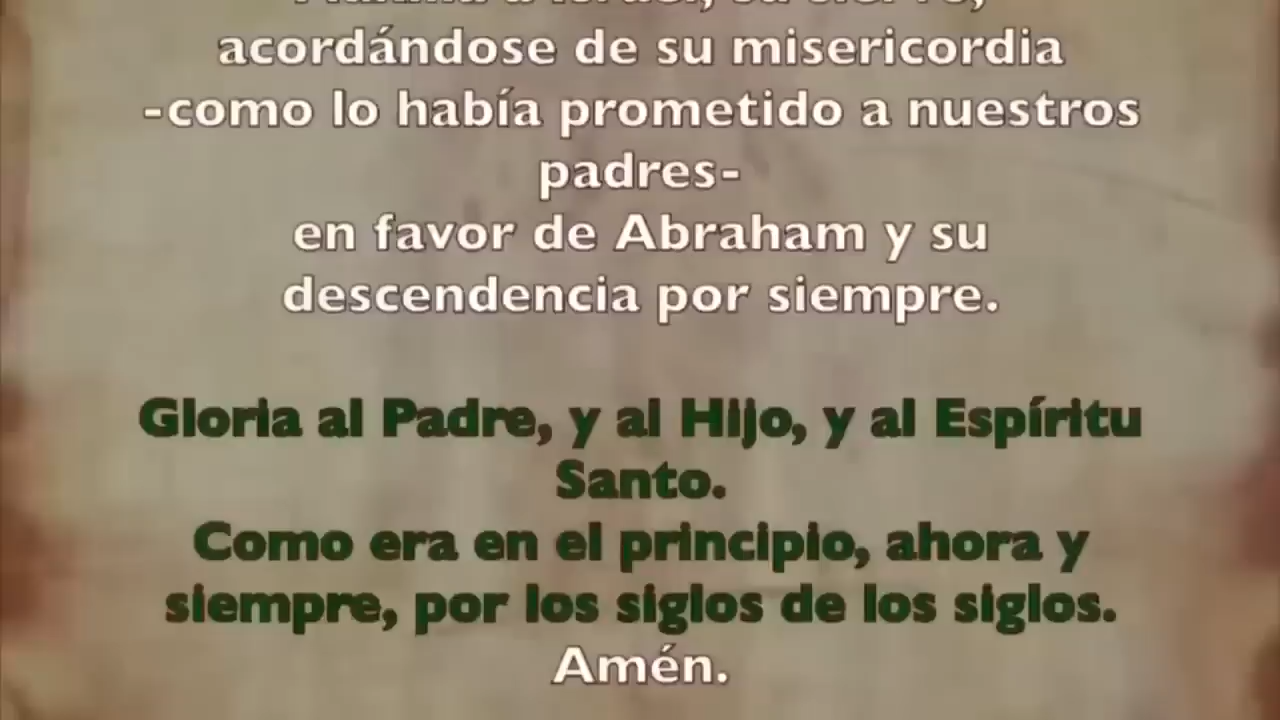 acordándose de su misericordia
-como lo había prometido a nuestros
padres-
en favor de Abraham y su
descendencia por siempre.
Gloria al Padre, y al Hijo, y al Espíritu
Santo.
Como era en el principio, ahora y
siempre, por los siglos de los siglos.
Amén.